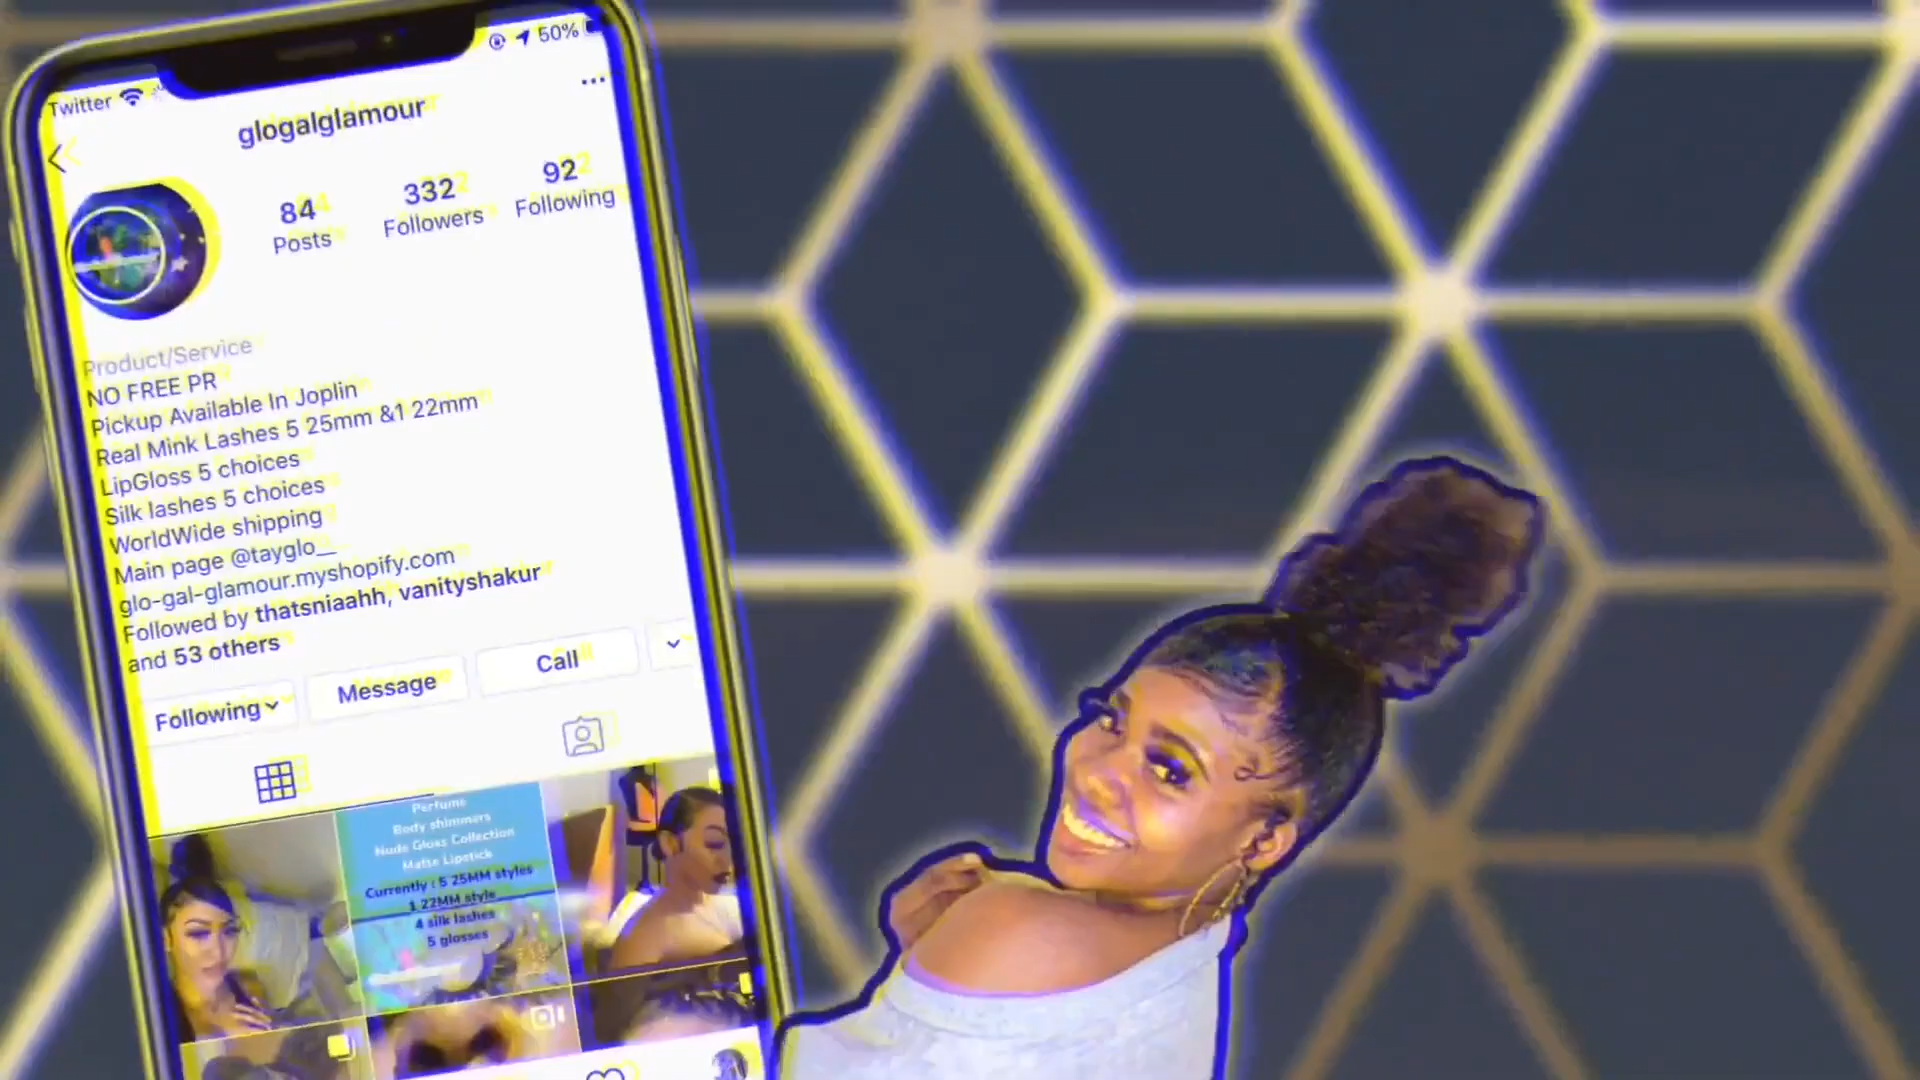 Twitter
50%
glogalglamour
84
Posts
332
Followers
92
Following
Product/Service
NO FREE PR
Pickup Available In Joplin
Real Mink Lashes 5 25mm &1 22mm
LipGloss 5 choices
Silk lashes 5 choices
WorldWide shipping
Main page @tayglo__
glo-gal-glamour.myshopify.com
Followed by thatsniaahh, vanityshakur
and 53 others
Following
Message
Call
Perfume
Body shimmers
Nude Gloss Collection
Matte Lipstick
Currently : 5 25MM styles
1 22MM style
4 silk lashes
5 glosses